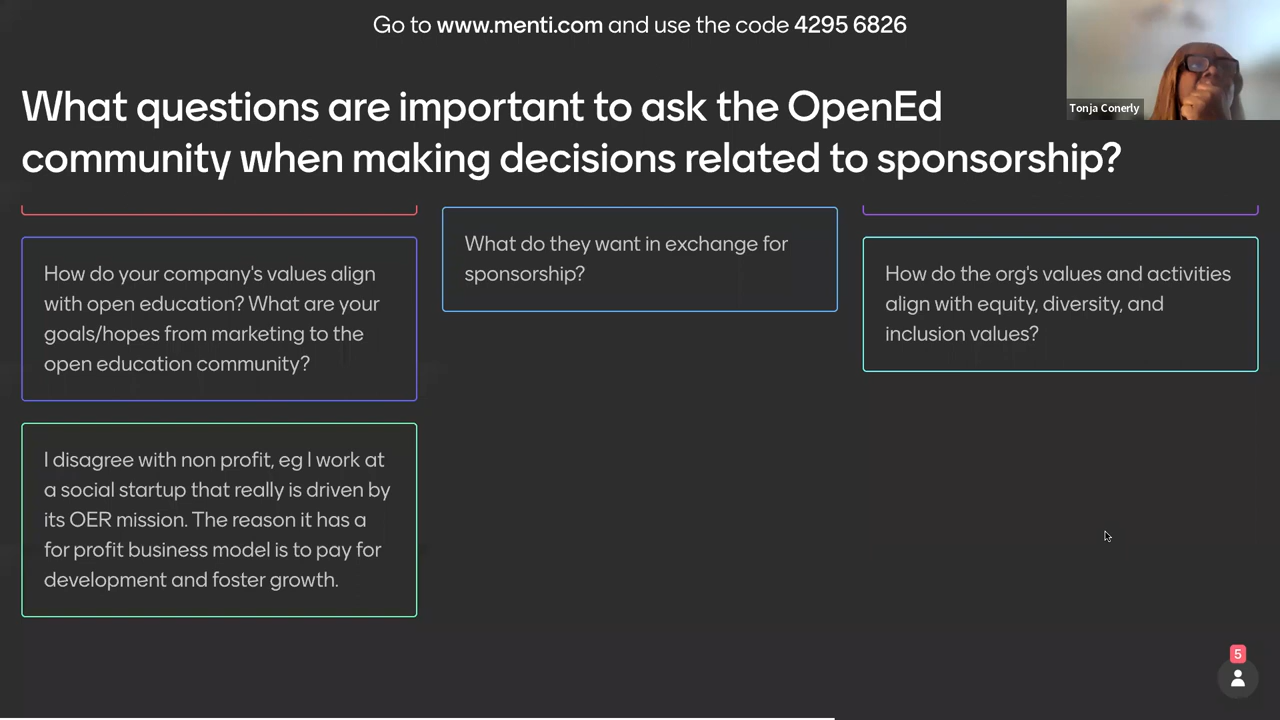 Go to www.menti.com and use the code 4295 6826
Tonja Conerly
What questions are important to ask the OpenEd
community when making decisions related to sponsorship?
How do your company's values align
with open education? What are your
goals/hopes from marketing to the
open education community?
I disagree with non profit, eg I work at
a social startup that really is driven by
its OER mission. The reason it has a
for profit business model is to pay for
development and foster growth.
What do they want in exchange for
sponsorship?
How do the org's values and activities
align with equity, diversity, and
inclusion values?
5